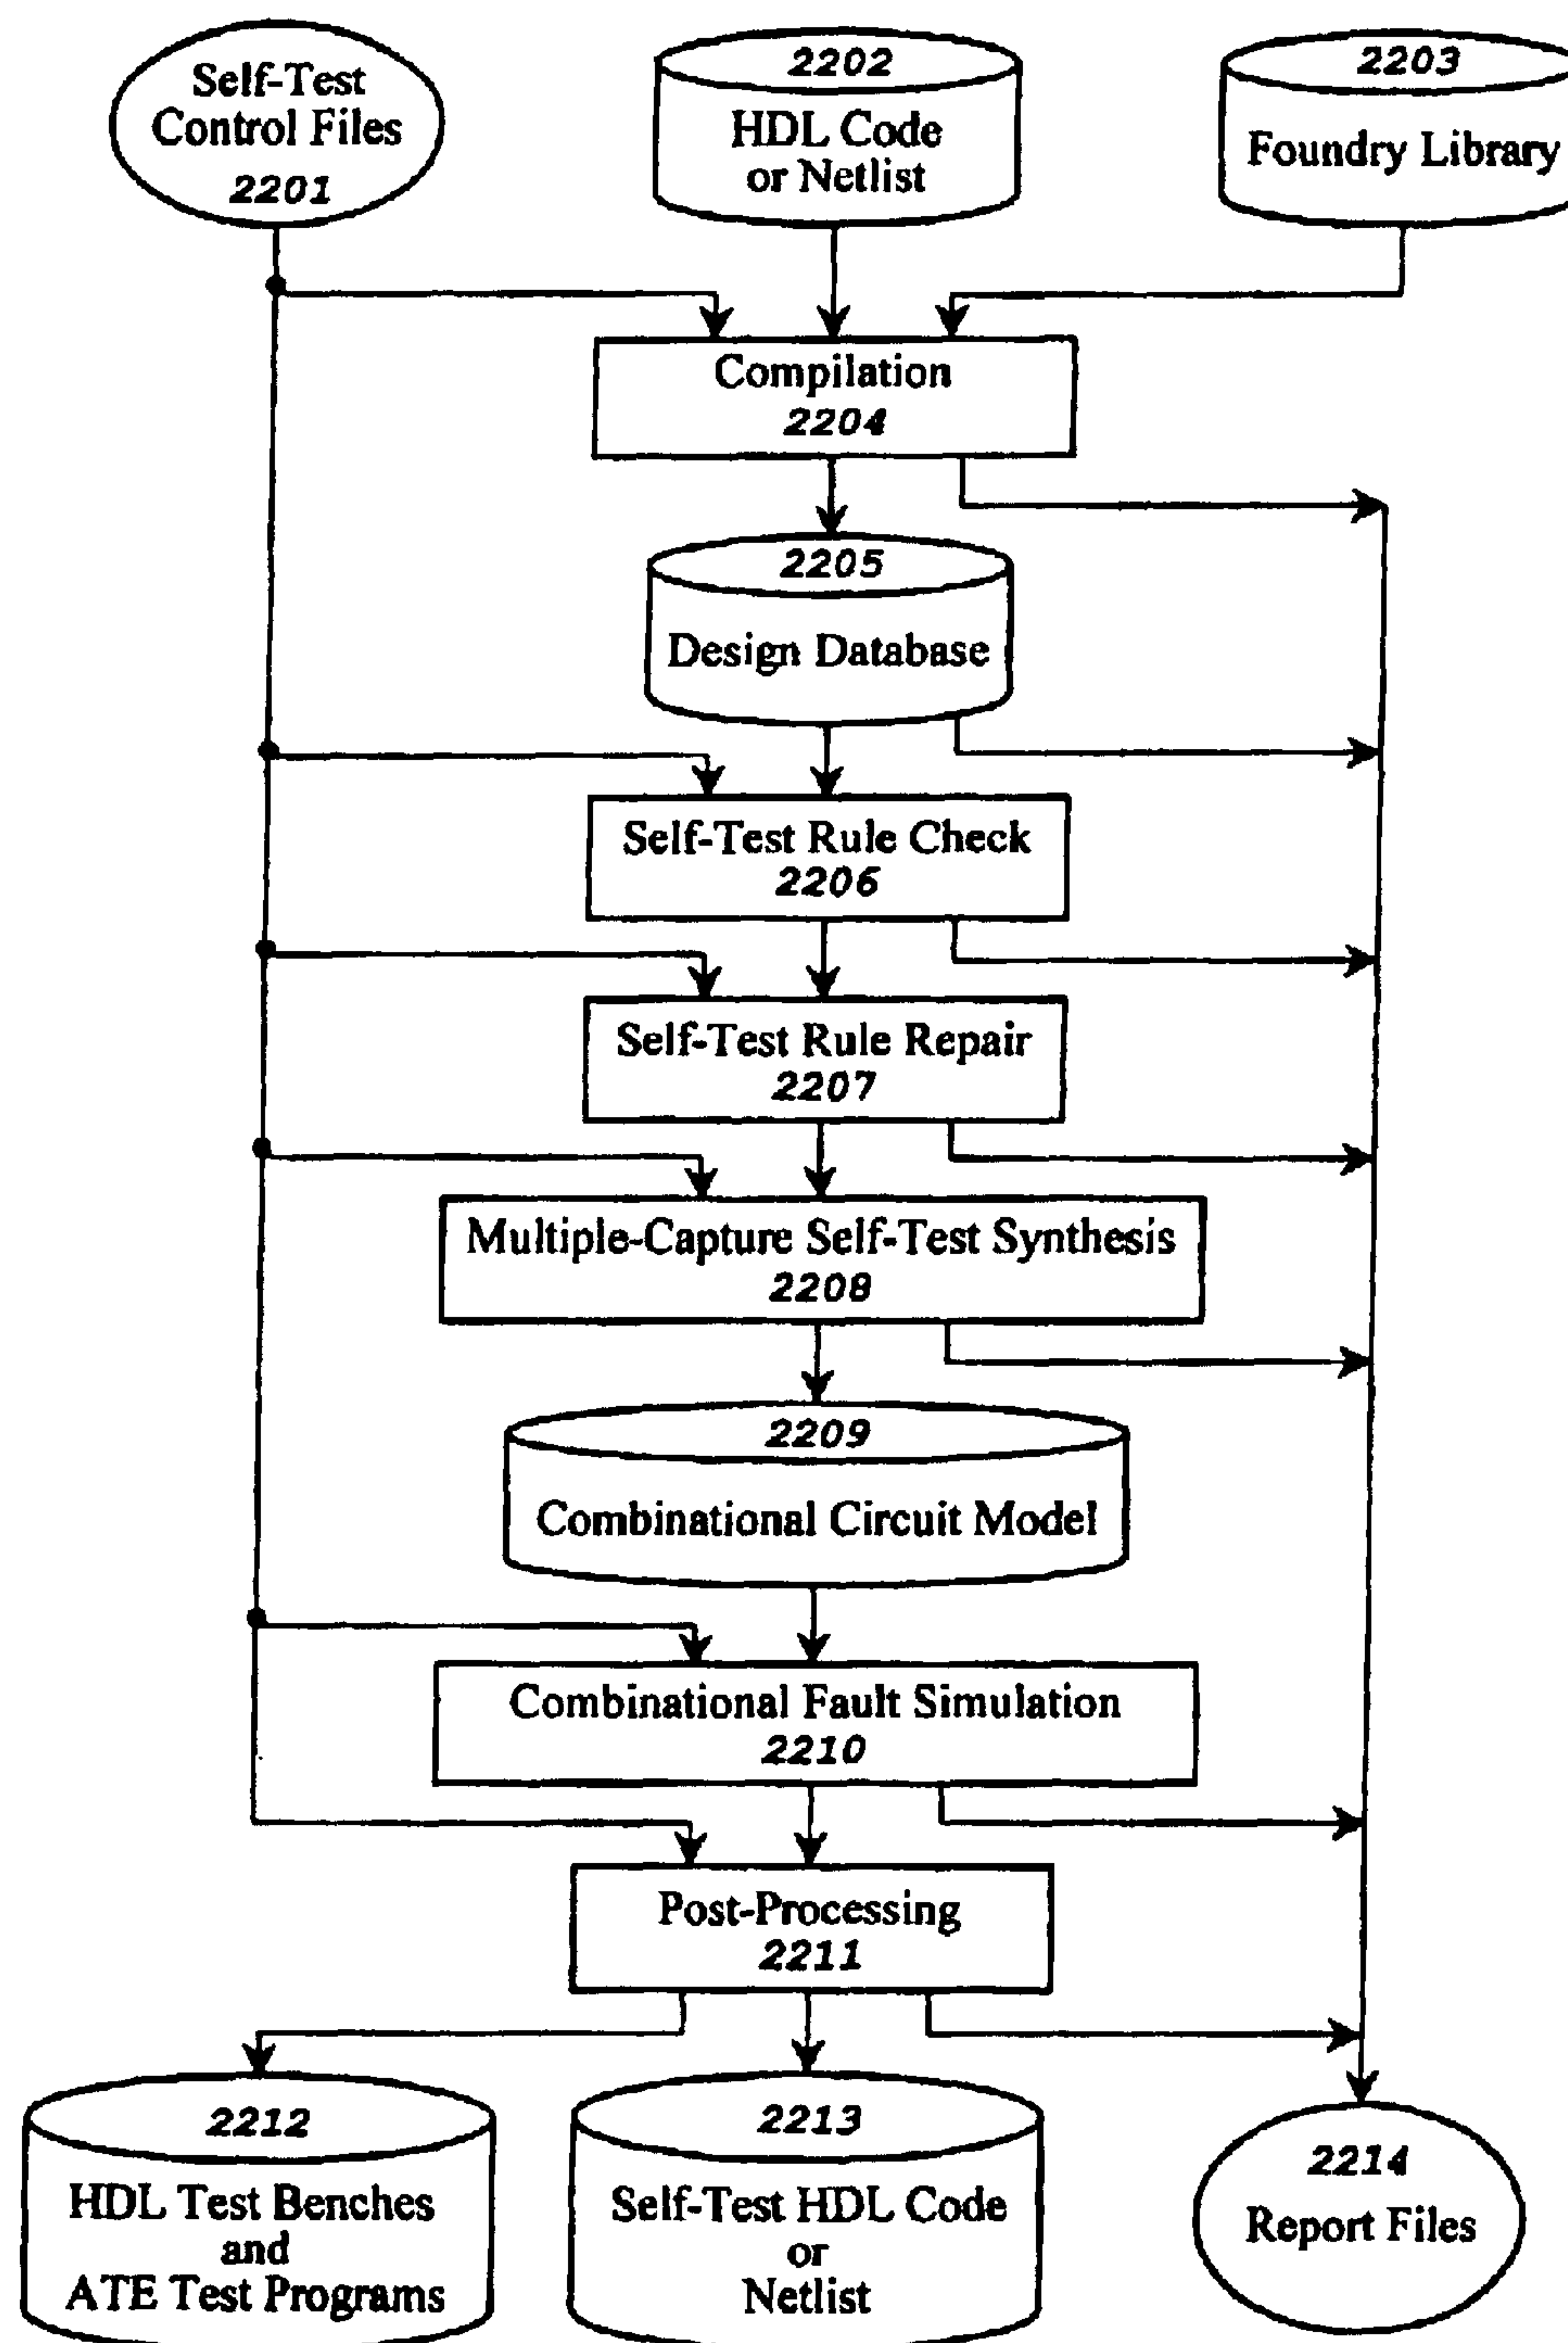 Self-Test
Control Files
2201
2202
HDL Code
or Netlist
2203
Foundry Library
Compilation
2204
2205
Design Database
Self-Test Rule Check
2206
Self-Test Rule Repair
2207
Multiple-Capture Self-Test Synthesis
2208
2209
Combinational Circuit Model
Combinational Fault Simulation
2210
Post-Processing
2211
2212
HDL Test Benches
and
ATE Test Programs
2213
Self-Test HDL Code
or
Netlist
2214
Report Files